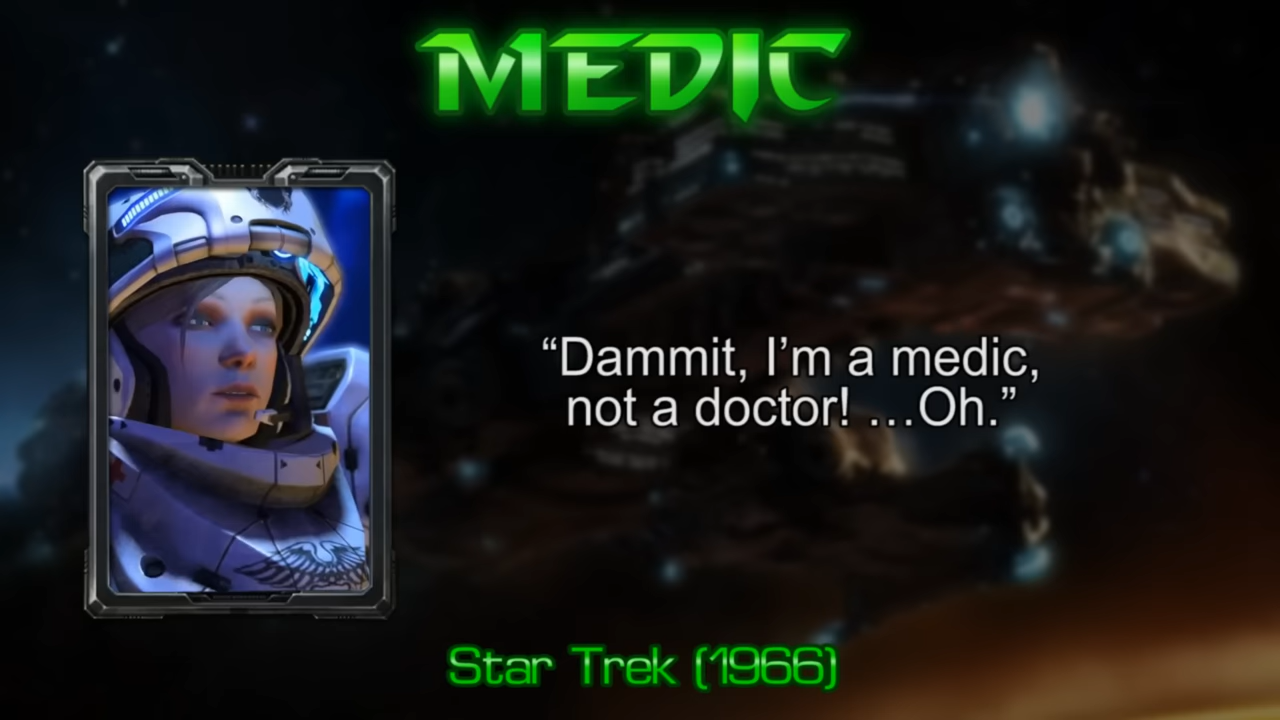 MEDIC
“Dammit, I’m a medic,
not a doctor! …Oh.”
Star Trek (1966)